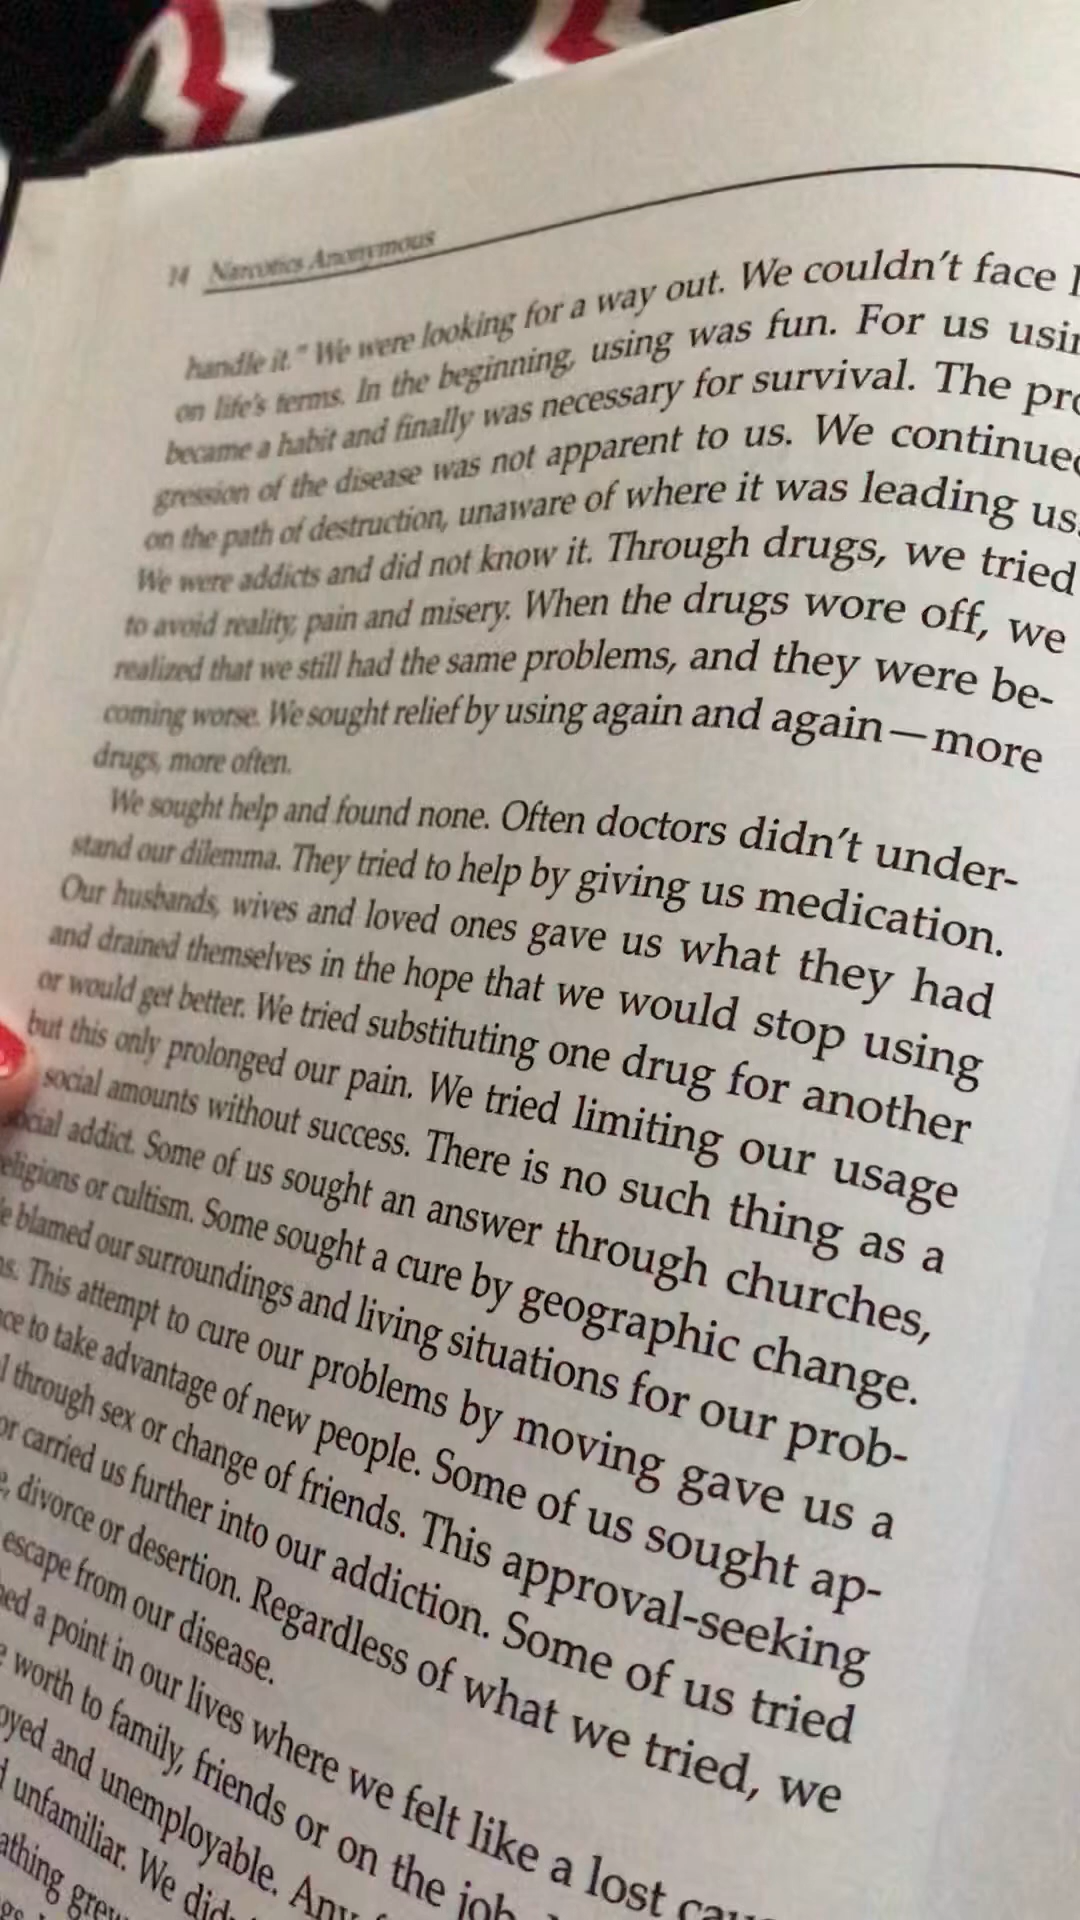 14 Narcotics Anonymous
handle it." We were looking for a way out. We couldn't face
on life's terms. In the beginning, using was fun. For us usin
became a habit and finally was necessary for survival. The pro
gression of the disease was not apparent to us. We continued
on the path of destruction, unaware of where it was leading us.
We were addicts and did not know it. Through drugs, we tried
to avoid reality, pain and misery. When the drugs wore off, we
realized that we still had the same problems, and they were be-
coming worse. We sought relief by using again and again—more
drugs, more often.
We sought help and found none. Often doctors didn't under-
stand our dilemma. They tried to help by giving us medication.
Our husbands, wives and loved ones gave us what they had
and drained themselves in the hope that we would stop using
or would get better. We tried substituting one drug for another
but this only prolonged our pain. We tried limiting our usage
social amounts without success. There is no such thing as a
social addict. Some of us sought an answer through churches,
eligions or cultism. Some sought a cure by geographic change.
e blamed our surroundings and living situations for our prob-
s. This attempt to cure our problems by moving gave us a
ce to take advantage of new people. Some of us sought ap-
l through sex or change of friends. This approval-seeking
or carried us further into our addiction. Some of us tried
e, divorce or desertion. Regardless of what we tried, we
escape from our disease.
ed a point in our lives where we felt like a lost cau
e worth to family, friends or on the job.
oyed and unemployable. Any
d unfamiliar. We did
athing grew